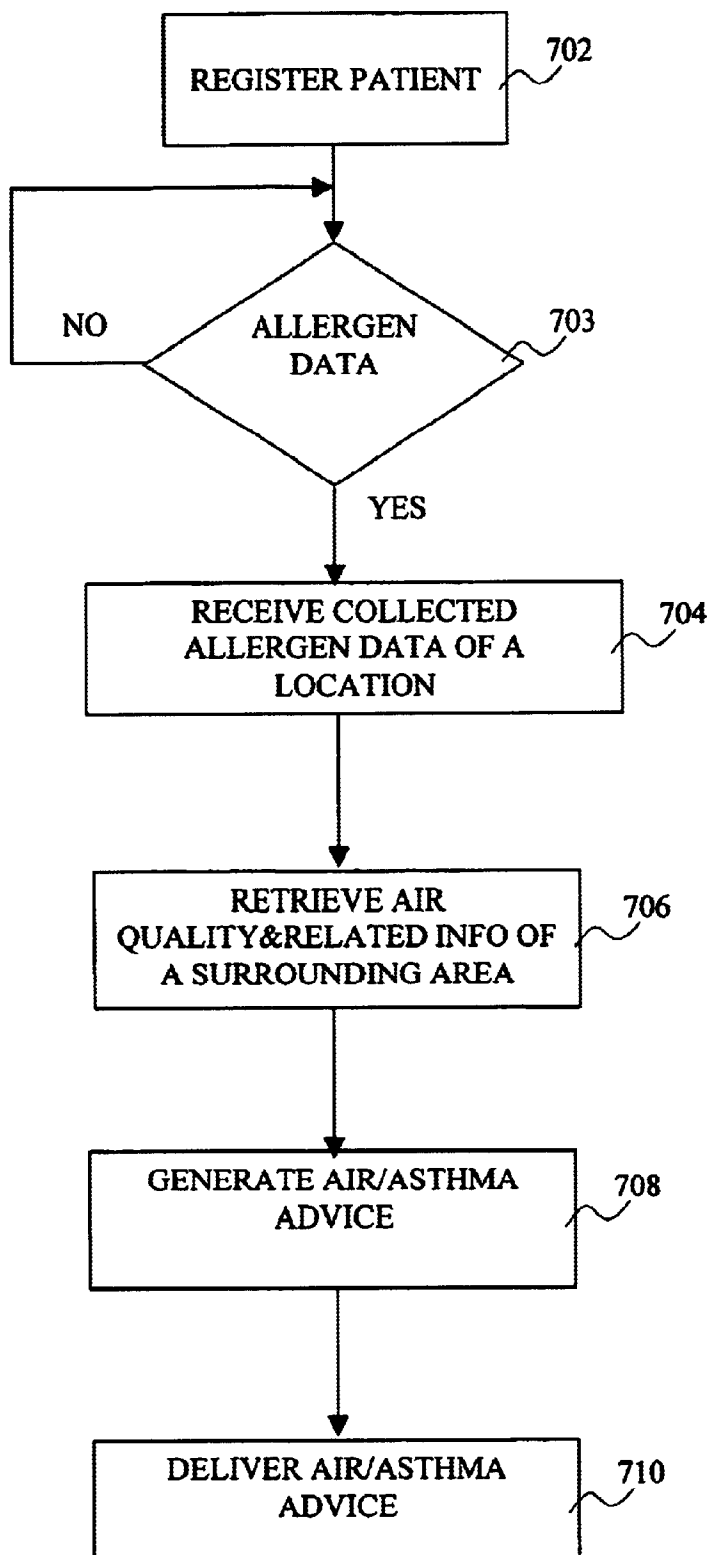 REGISTER PATIENT
702
ALLERGEN
DATA
703
NO
YES
RECEIVE COLLECTED
ALLERGEN DATA OF A
LOCATION
704
RETRIEVE AIR
QUALITY&RELATED INFO OF
A SURROUNDING AREA
706
GENERATE AIR/ASTHMA
ADVICE
708
DELIVER AIR/ASTHMA
ADVICE
710